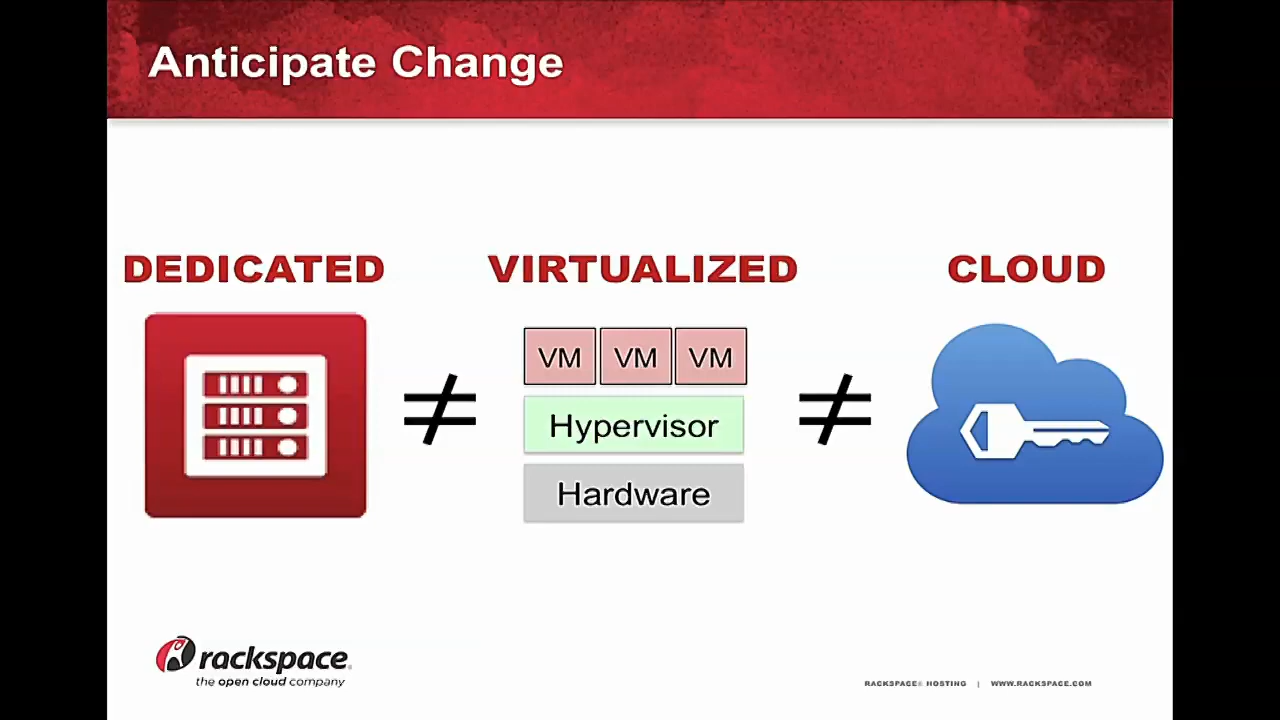 Anticipate Change
DEDICATED
VIRTUALIZED
CLOUD
VM VM VM
≠
Hypervisor
≠
Hardware
rackspace®
the open cloud company
RACKSPACE® HOSTING | WWW.RACKSPACE.COM